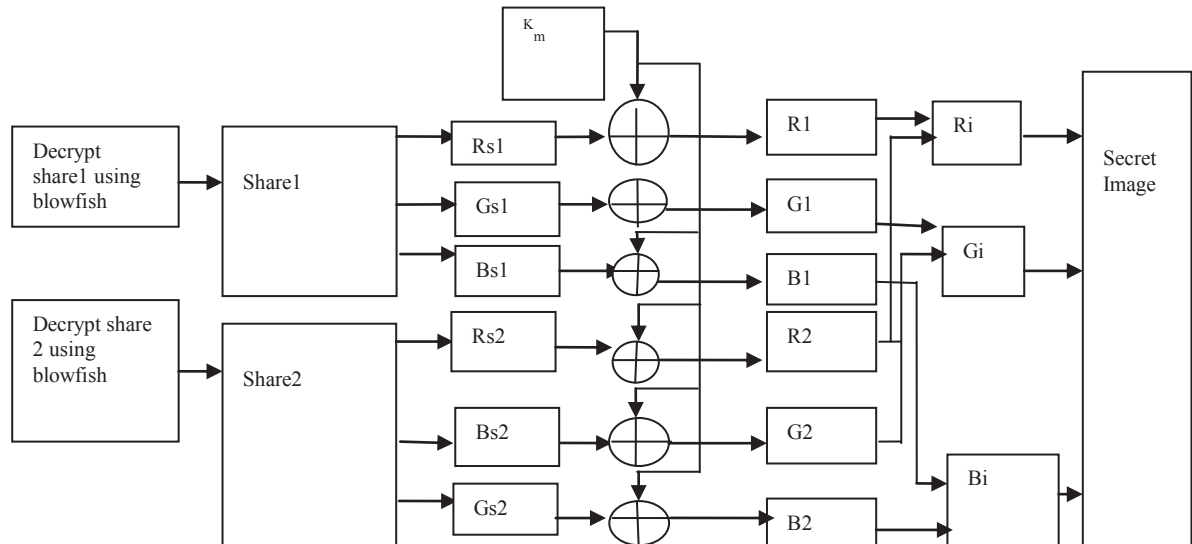 K
m
Decrypt
share1 using
blowfish
Share1
Rs1
R1
Ri
Secret
Image
Gs1
G1
Gi
Bs1
B1
Decrypt share
2 using
blowfish
Share2
Rs2
R2
Bs2
G2
Bi
Gs2
B2